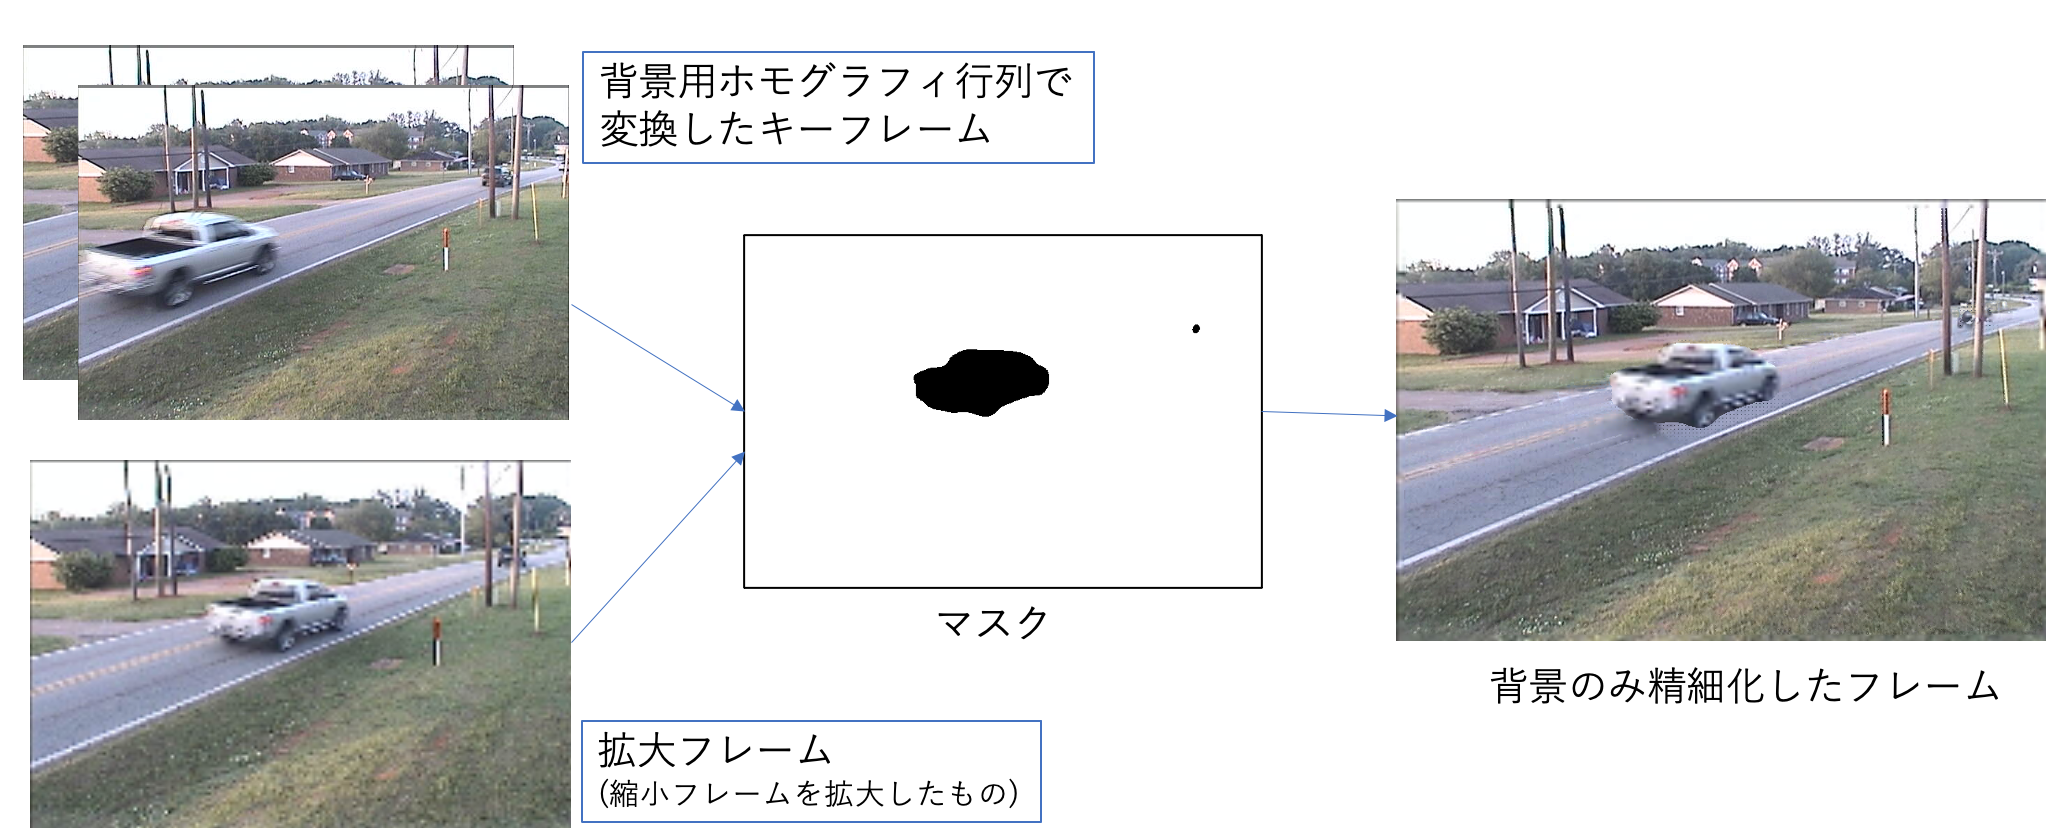 背景用ホモグラフィ行列で
変換したキーフレーム
マスク
背景のみ精細化したフレーム
拡大フレーム
(縮小フレームを拡大したもの)